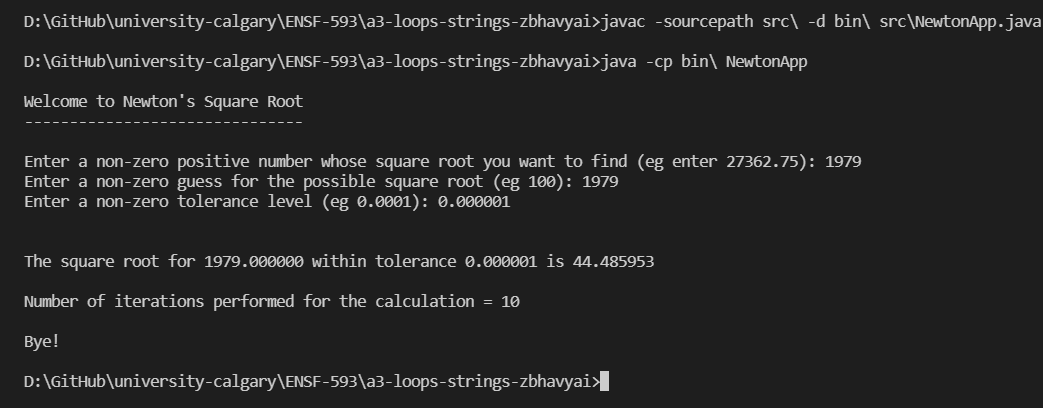 D:\GitHub\university-calgary\ENSF-593\a3-loops-strings-zbhavyai>javac -sourcepath src\ -d bin\ src\NewtonApp.java
D:\GitHub\university-calgary\ENSF-593\a3-loops-strings-zbhavyai>java -cp bin\ NewtonApp
Welcome to Newton's Square Root
-------------------------------
Enter a non-zero positive number whose square root you want to find (eg enter 27362.75): 1979
Enter a non-zero guess for the possible square root (eg 100): 1979
Enter a non-zero tolerance level (eg 0.0001): 0.000001
The square root for 1979.000000 within tolerance 0.000001 is 44.485953
Number of iterations performed for the calculation = 10
Bye!
D:\GitHub\university-calgary\ENSF-593\a3-loops-strings-zbhavyai>